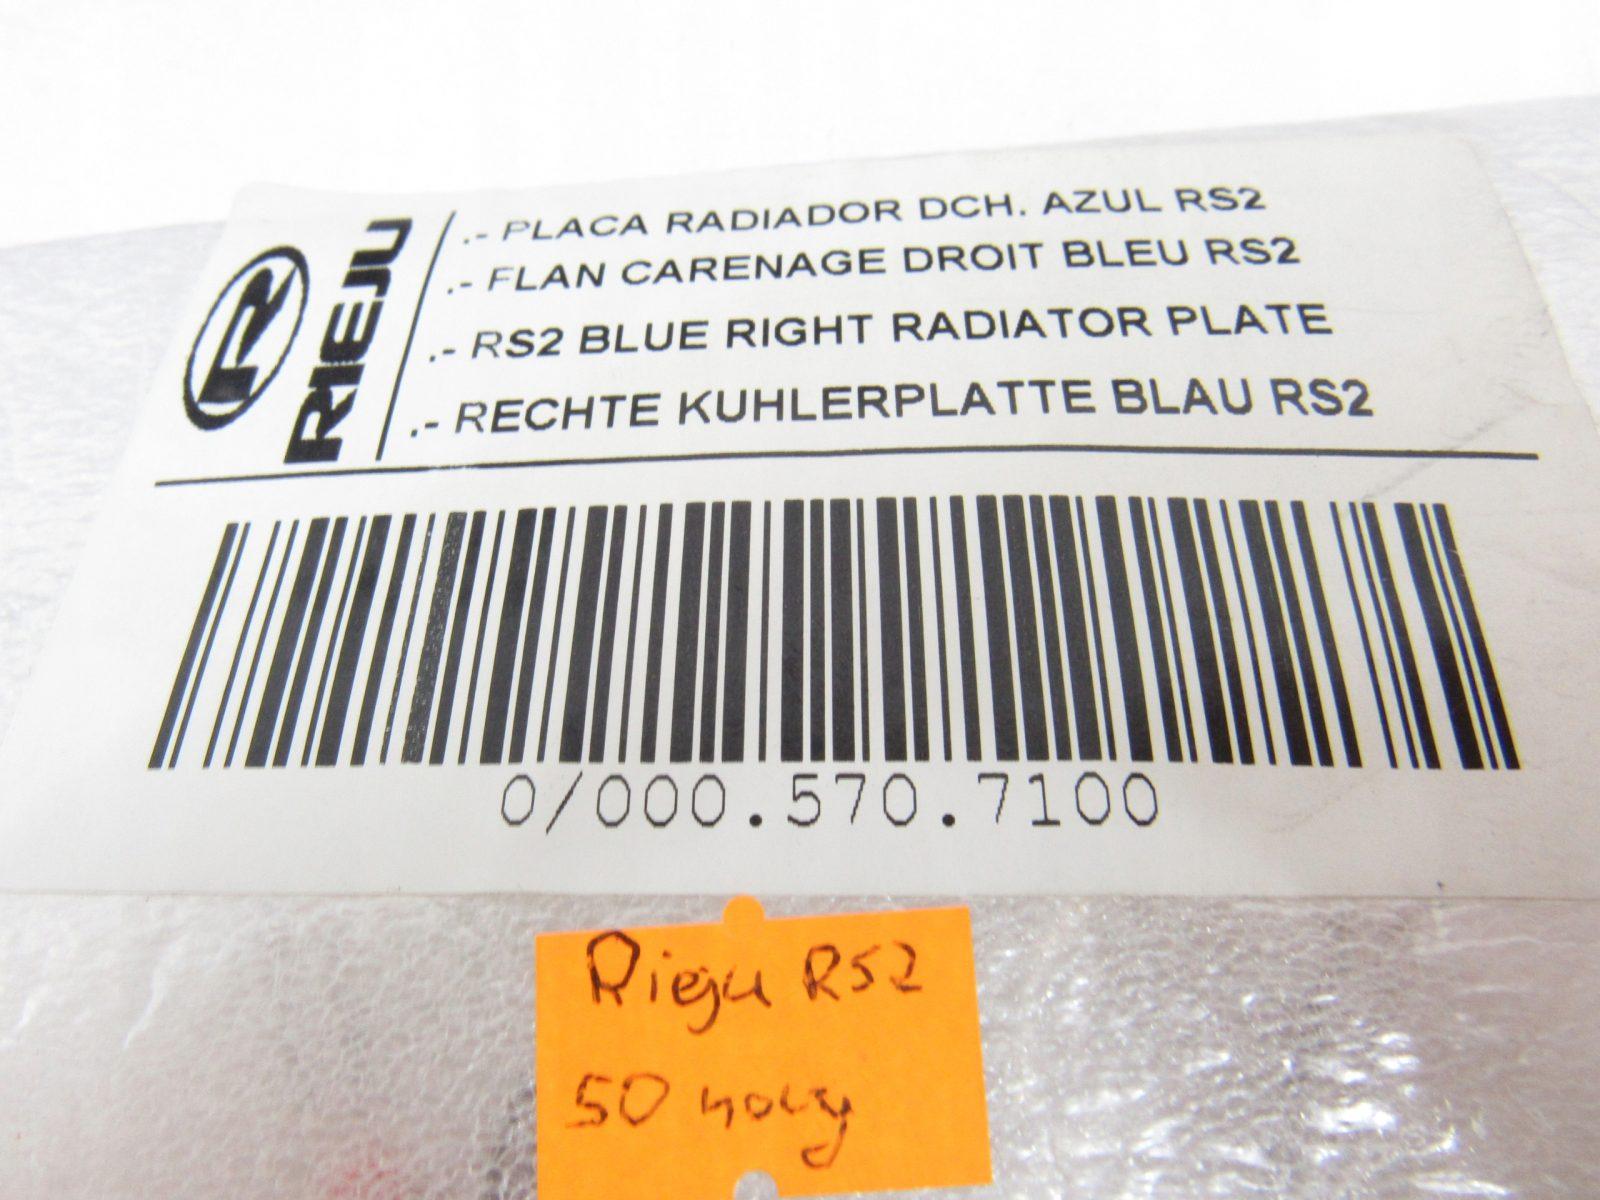 R RIEJU
.- PLACA RADIADOR DCH. AZUL RS2
.- FLAN CARENAGE DROIT BLEU RS2
.- RS2 BLUE RIGHT RADIATOR PLATE
.- RECHTE KUHLERPLATTE BLAU RS2
0/000.570.7100
Rieju RS2
50 nowy